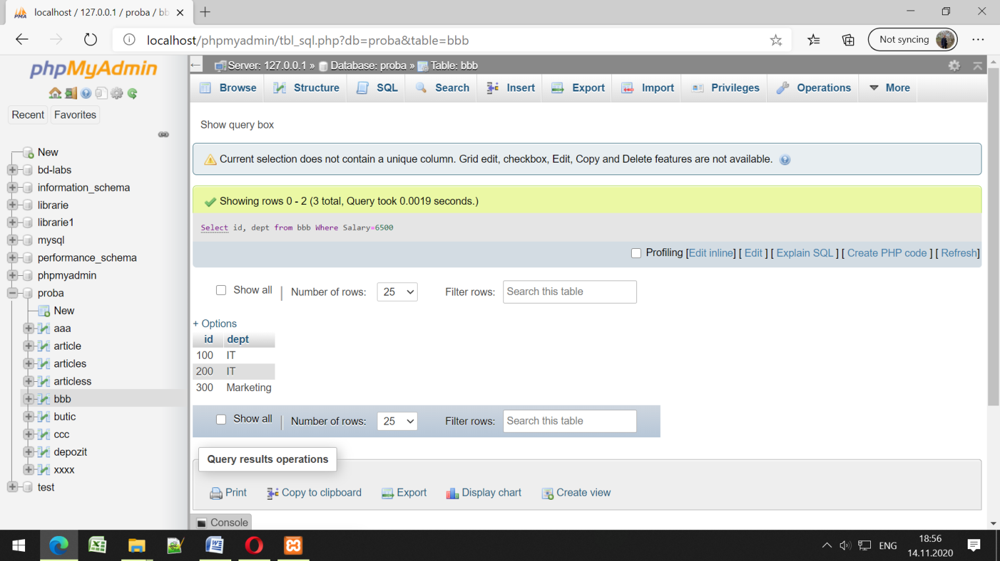 localhost / 127.0.0.1 / proba / bb
localhost/phpmyadmin/tbl_sql.php?db=proba&table=bbb
Not syncing
phpMyAdmin
Recent
Favorites
New
bd-labs
information_schema
librarie
librarie1
mysql
performance_schema
phpmyadmin
proba
New
aaa
article
articles
articless
bbb
butic
ccc
depozit
xxxx
test
Server: 127.0.0.1 » Database: proba » Table: bbb
Browse Structure SQL Search Insert Export Import Privileges Operations More
Show query box
Current selection does not contain a unique column. Grid edit, checkbox, Edit, Copy and Delete features are not available.
Showing rows 0 - 2 (3 total, Query took 0.0019 seconds.)
Select id, dept from bbb Where Salary=6500
Profiling [Edit inline] [ Edit ] [ Explain SQL ] [ Create PHP code ] [ Refresh]
Show all | Number of rows: 25 Filter rows: Search this table
+ Options
id dept
100 IT
200 IT
300 Marketing
Show all | Number of rows: 25 Filter rows: Search this table
Query results operations
Print Copy to clipboard Export Display chart Create view
Console
ENG
18:56
14.11.2020